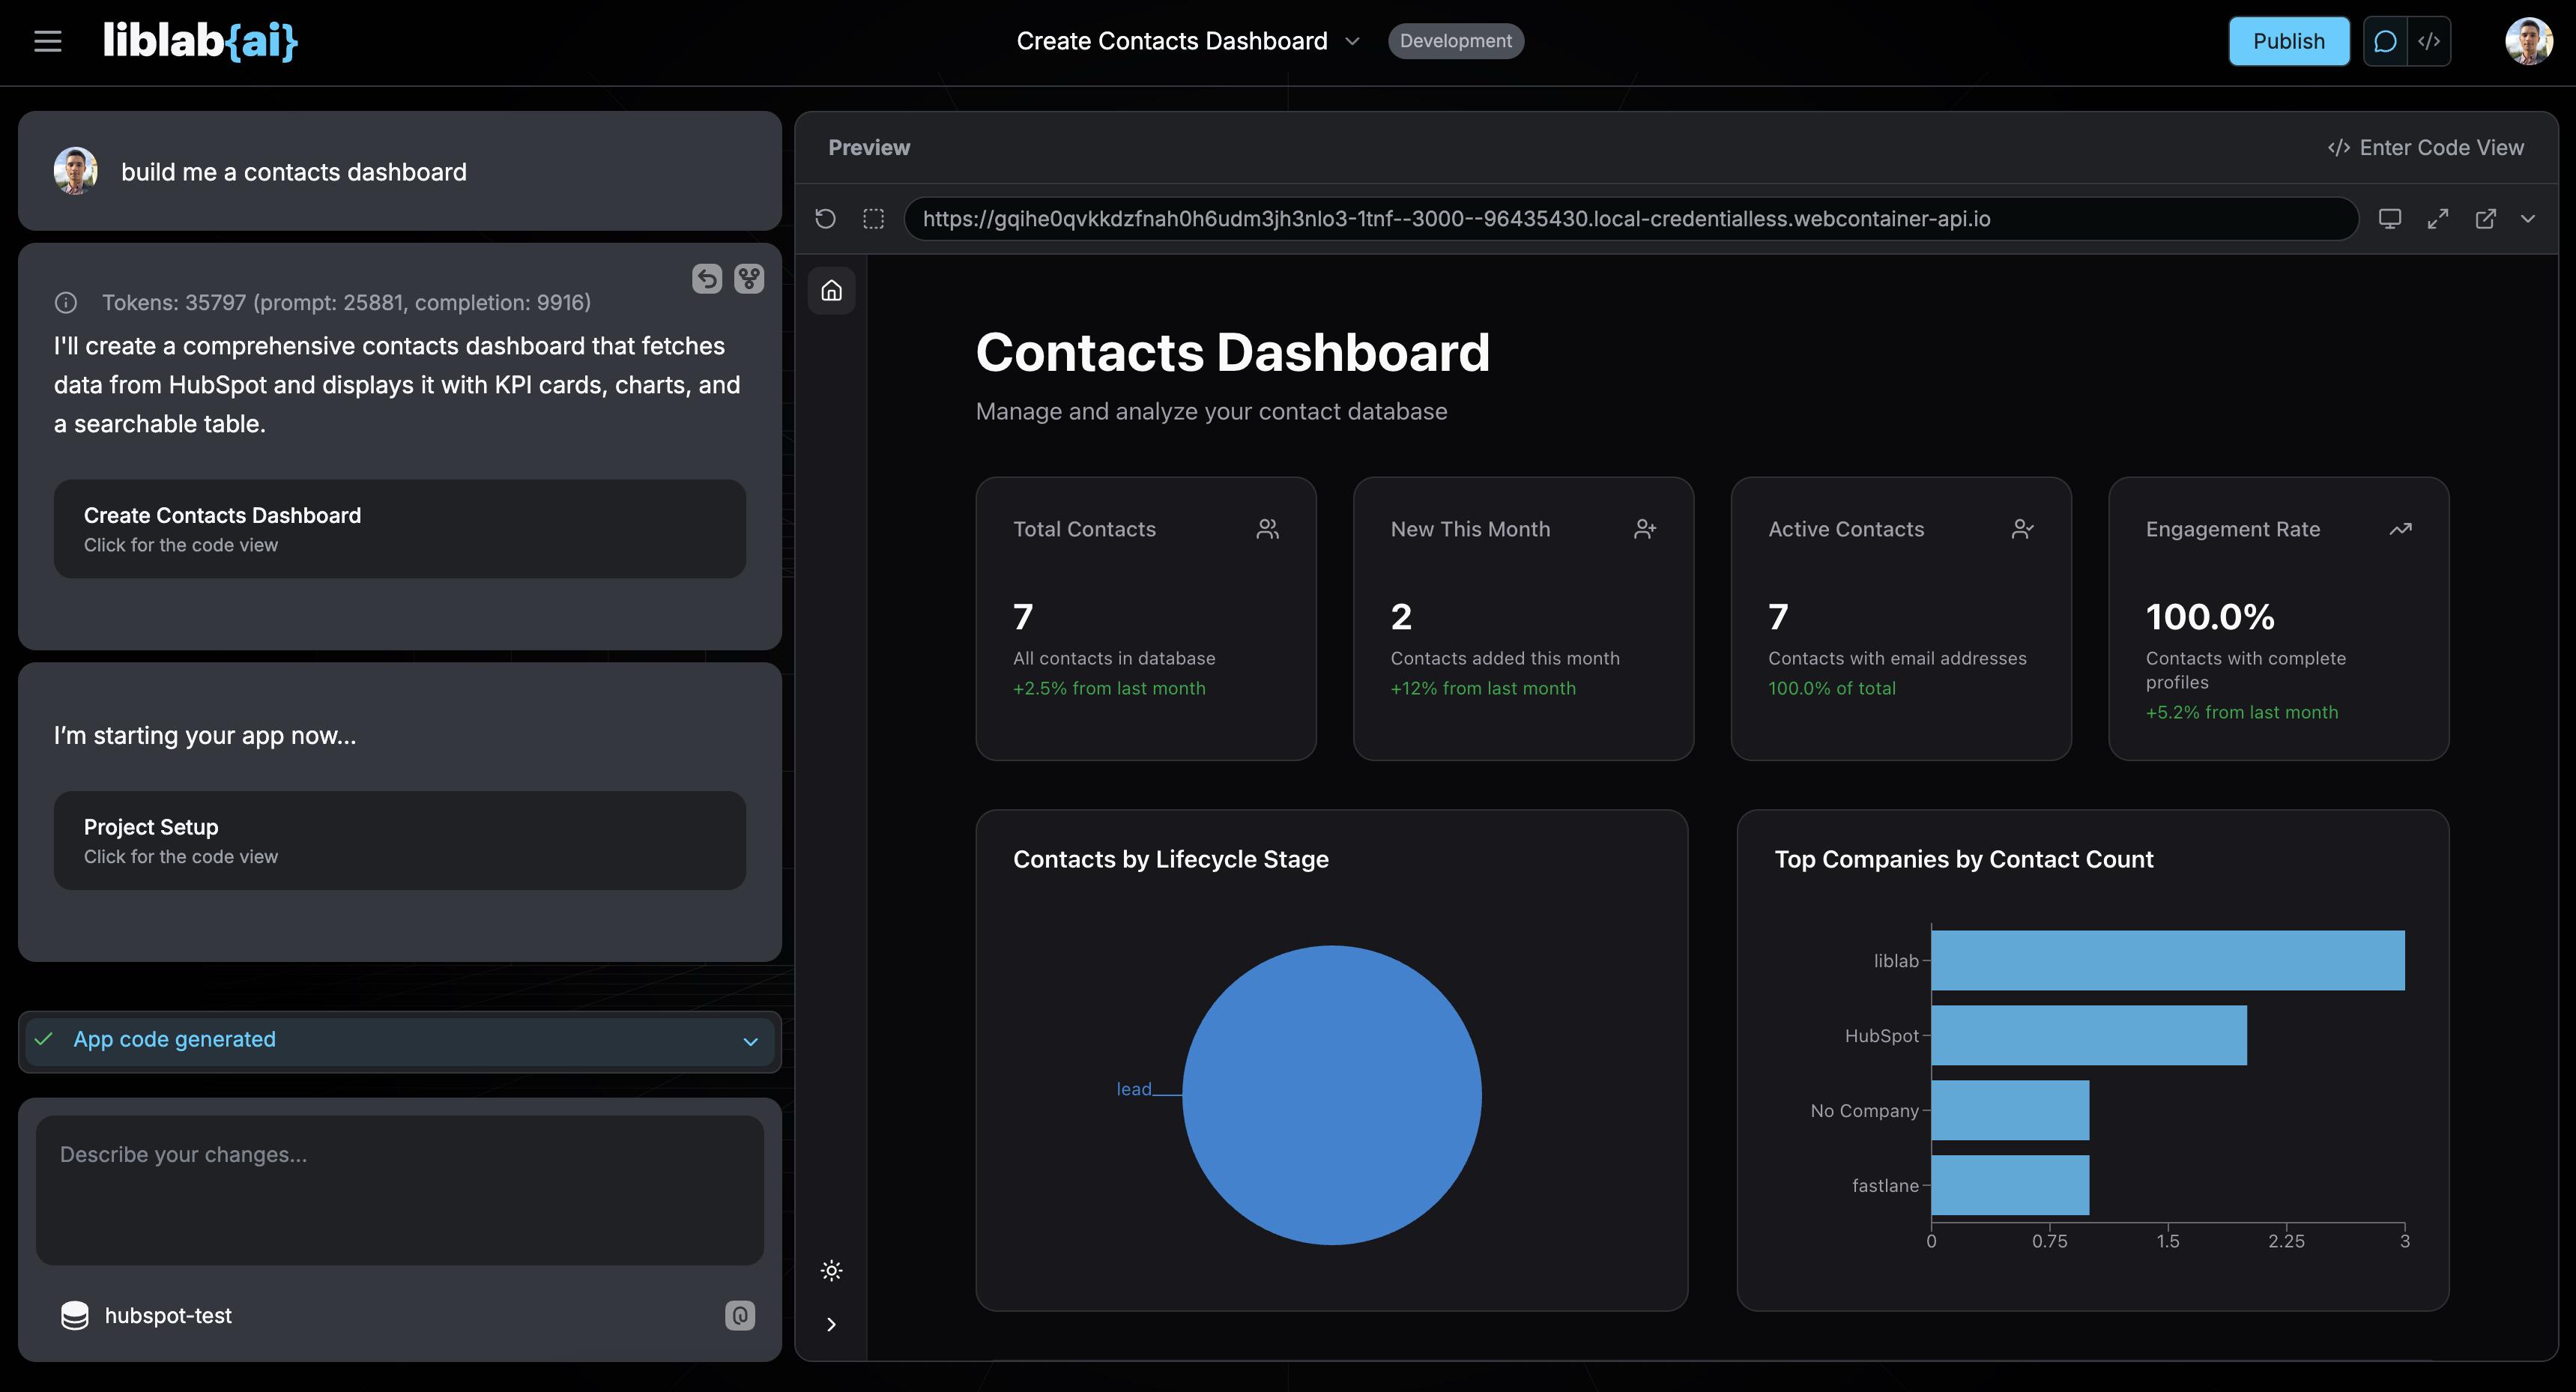 liblab{ai}
Create Contacts Dashboard
Development
Publish
build me a contacts dashboard
Tokens: 35797 (prompt: 25881, completion: 9916)
I'll create a comprehensive contacts dashboard that fetches
data from HubSpot and displays it with KPI cards, charts, and
a searchable table.
Create Contacts Dashboard
Click for the code view
I'm starting your app now...
Project Setup
Click for the code view
App code generated
Describe your changes...
hubspot-test
Preview
Enter Code View
https://gqihe0qvkkdzfnah0h6udm3jh3nlo3-1tnf--3000--96435430.local-credentialless.webcontainer-api.io
Contacts Dashboard
Manage and analyze your contact database
Total Contacts
7
All contacts in database
+2.5% from last month
New This Month
2
Contacts added this month
+12% from last month
Active Contacts
7
Contacts with email addresses
100.0% of total
Engagement Rate
100.0%
Contacts with complete
profiles
+5.2% from last month
Contacts by Lifecycle Stage
lead
Top Companies by Contact Count
liblab
HubSpot
No Company
fastlane
0 0.75 1.5 2.25 3